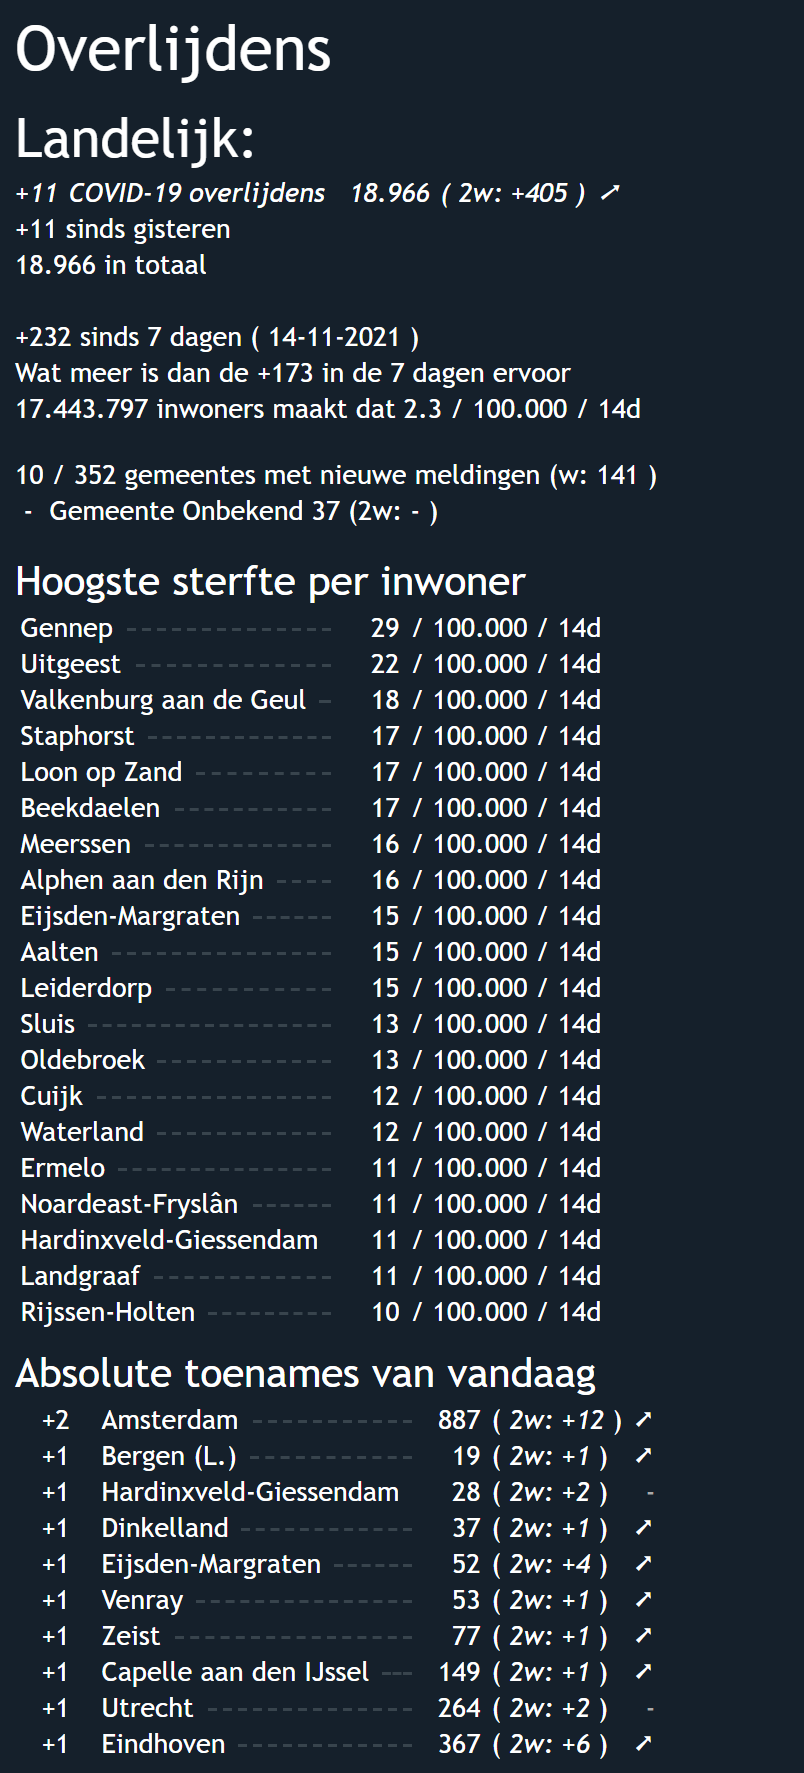 Overlijdens
Landelijk:
+11 COVID-19 overlijdens 18.966 ( 2w: +405 ) ➚
+11 sinds gisteren
18.966 in totaal
+232 sinds 7 dagen ( 14-11-2021 )
Wat meer is dan de +173 in de 7 dagen ervoor
17.443.797 inwoners maakt dat 2.3 / 100.000 / 14d
10 / 352 gemeentes met nieuwe meldingen (w: 141 )
- Gemeente Onbekend 37 (2w: - )
Hoogste sterfte per inwoner
Gennep -------------- 29 / 100.000 / 14d
Uitgeest -------------- 22 / 100.000 / 14d
Valkenburg aan de Geul - 18 / 100.000 / 14d
Staphorst ------------- 17 / 100.000 / 14d
Loon op Zand ---------- 17 / 100.000 / 14d
Beekdaelen ----------- 17 / 100.000 / 14d
Meerssen ------------- 16 / 100.000 / 14d
Alphen aan den Rijn ---- 16 / 100.000 / 14d
Eijsden-Margraten ------ 15 / 100.000 / 14d
Aalten ---------------- 15 / 100.000 / 14d
Leiderdorp ------------ 15 / 100.000 / 14d
Sluis ----------------- 13 / 100.000 / 14d
Oldebroek ------------ 13 / 100.000 / 14d
Cuijk ----------------- 12 / 100.000 / 14d
Waterland ------------ 12 / 100.000 / 14d
Ermelo --------------- 11 / 100.000 / 14d
Noardeast-Fryslân ------ 11 / 100.000 / 14d
Hardinxveld-Giessendam 11 / 100.000 / 14d
Landgraaf ------------- 11 / 100.000 / 14d
Rijssen-Holten --------- 10 / 100.000 / 14d
Absolute toenames van vandaag
+2 Amsterdam ----------- 887 ( 2w: +12 ) ➚
+1 Bergen (L.) ------------ 19 ( 2w: +1 ) ➚
+1 Hardinxveld-Giessendam 28 ( 2w: +2 ) -
+1 Dinkelland ------------ 37 ( 2w: +1 ) ➚
+1 Eijsden-Margraten ------ 52 ( 2w: +4 ) ➚
+1 Venray --------------- 53 ( 2w: +1 ) ➚
+1 Zeist ----------------- 77 ( 2w: +1 ) ➚
+1 Capelle aan den IJssel --- 149 ( 2w: +1 ) ➚
+1 Utrecht -------------- 264 ( 2w: +2 ) -
+1 Eindhoven ------------ 367 ( 2w: +6 ) ➚